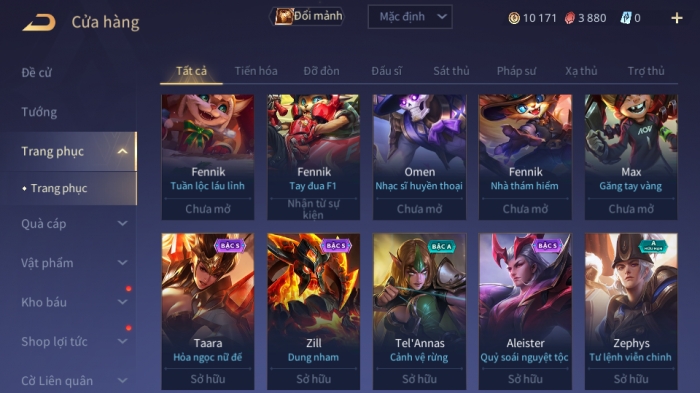 Cửa hàng
Đổi mảnh
Mặc định
10 171
3 880
0
Đề cử
Tướng
Trang phục
Trang phục
Quà cáp
Vật phẩm
Kho báu
Shop lợi tức
Cờ Liên quân
Tất cả Tiến hóa Đỡ đòn Đấu sĩ Sát thủ Pháp sư Xạ thủ Trợ thủ
Fennik
Tuần lộc láu lỉnh
Chưa mở
Fennik
Tay đua F1
Nhận từ sự
kiện
Omen
Nhạc sĩ huyền thoại
Chưa mở
Fennik
Nhà thám hiểm
Chưa mở
AOV
Max
Găng tay vàng
Chưa mở
BẬC S
Taara
Hỏa ngọc nữ đế
Sở hữu
BẬC S
Zill
Dung nham
Sở hữu
BẬC A
Tel'Annas
Cảnh vệ rừng
Sở hữu
BẬC S
Aleister
Quỷ soái nguyệt tộc
Sở hữu
A
HỮU HẠN
Zephys
Tư lệnh viễn chinh
Sở hữu